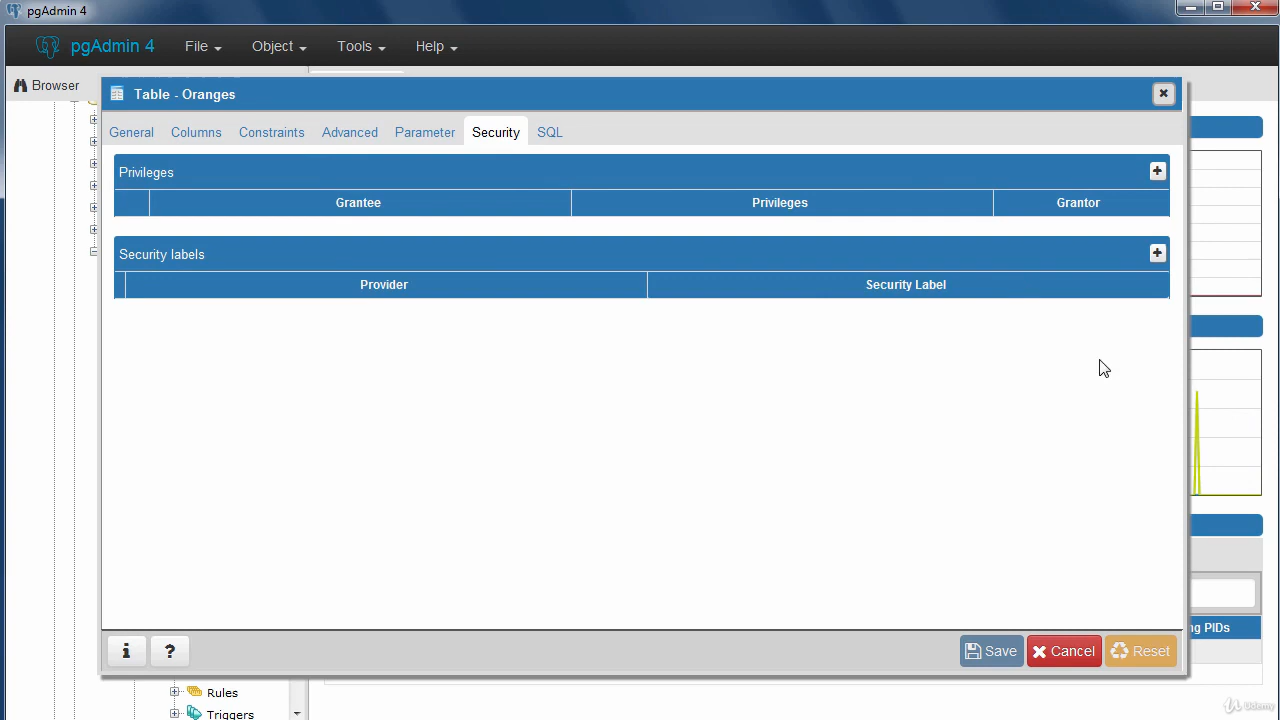 pgAdmin 4
pgAdmin 4 File Object Tools Help
Browser
Table - Oranges
General Columns Constraints Advanced Parameter Security SQL
Privileges
Grantee Privileges Grantor
Security labels
Provider Security Label
i ? Save Cancel Reset
ng PIDs
Rules
Triggers
Udemy